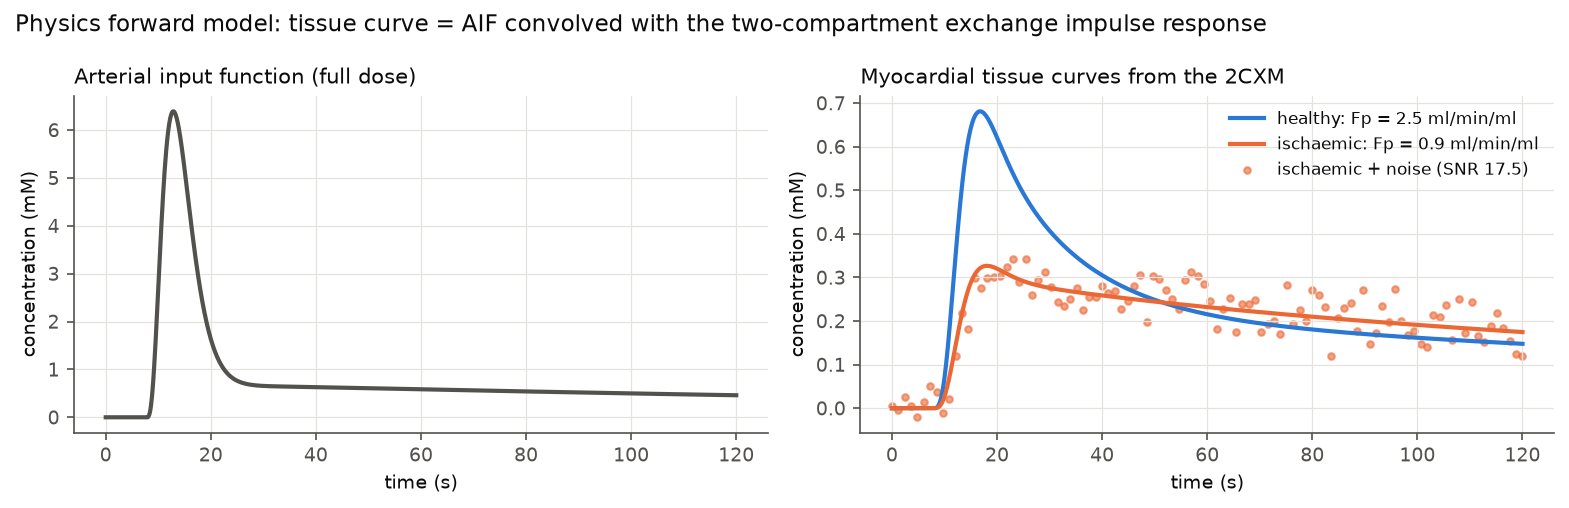 Physics forward model: tissue curve = AIF convolved with the two-compartment exchange impulse response
Arterial input function (full dose)
concentration (mM)
6
5
4
3
2
1
0
0 20 40 60 80 100 120
time (s)
Myocardial tissue curves from the 2CXM
concentration (mM)
0.7
0.6
0.5
0.4
0.3
0.2
0.1
0.0
healthy: Fp = 2.5 ml/min/ml
ischaemic: Fp = 0.9 ml/min/ml
ischaemic + noise (SNR 17.5)
0 20 40 60 80 100 120
time (s)